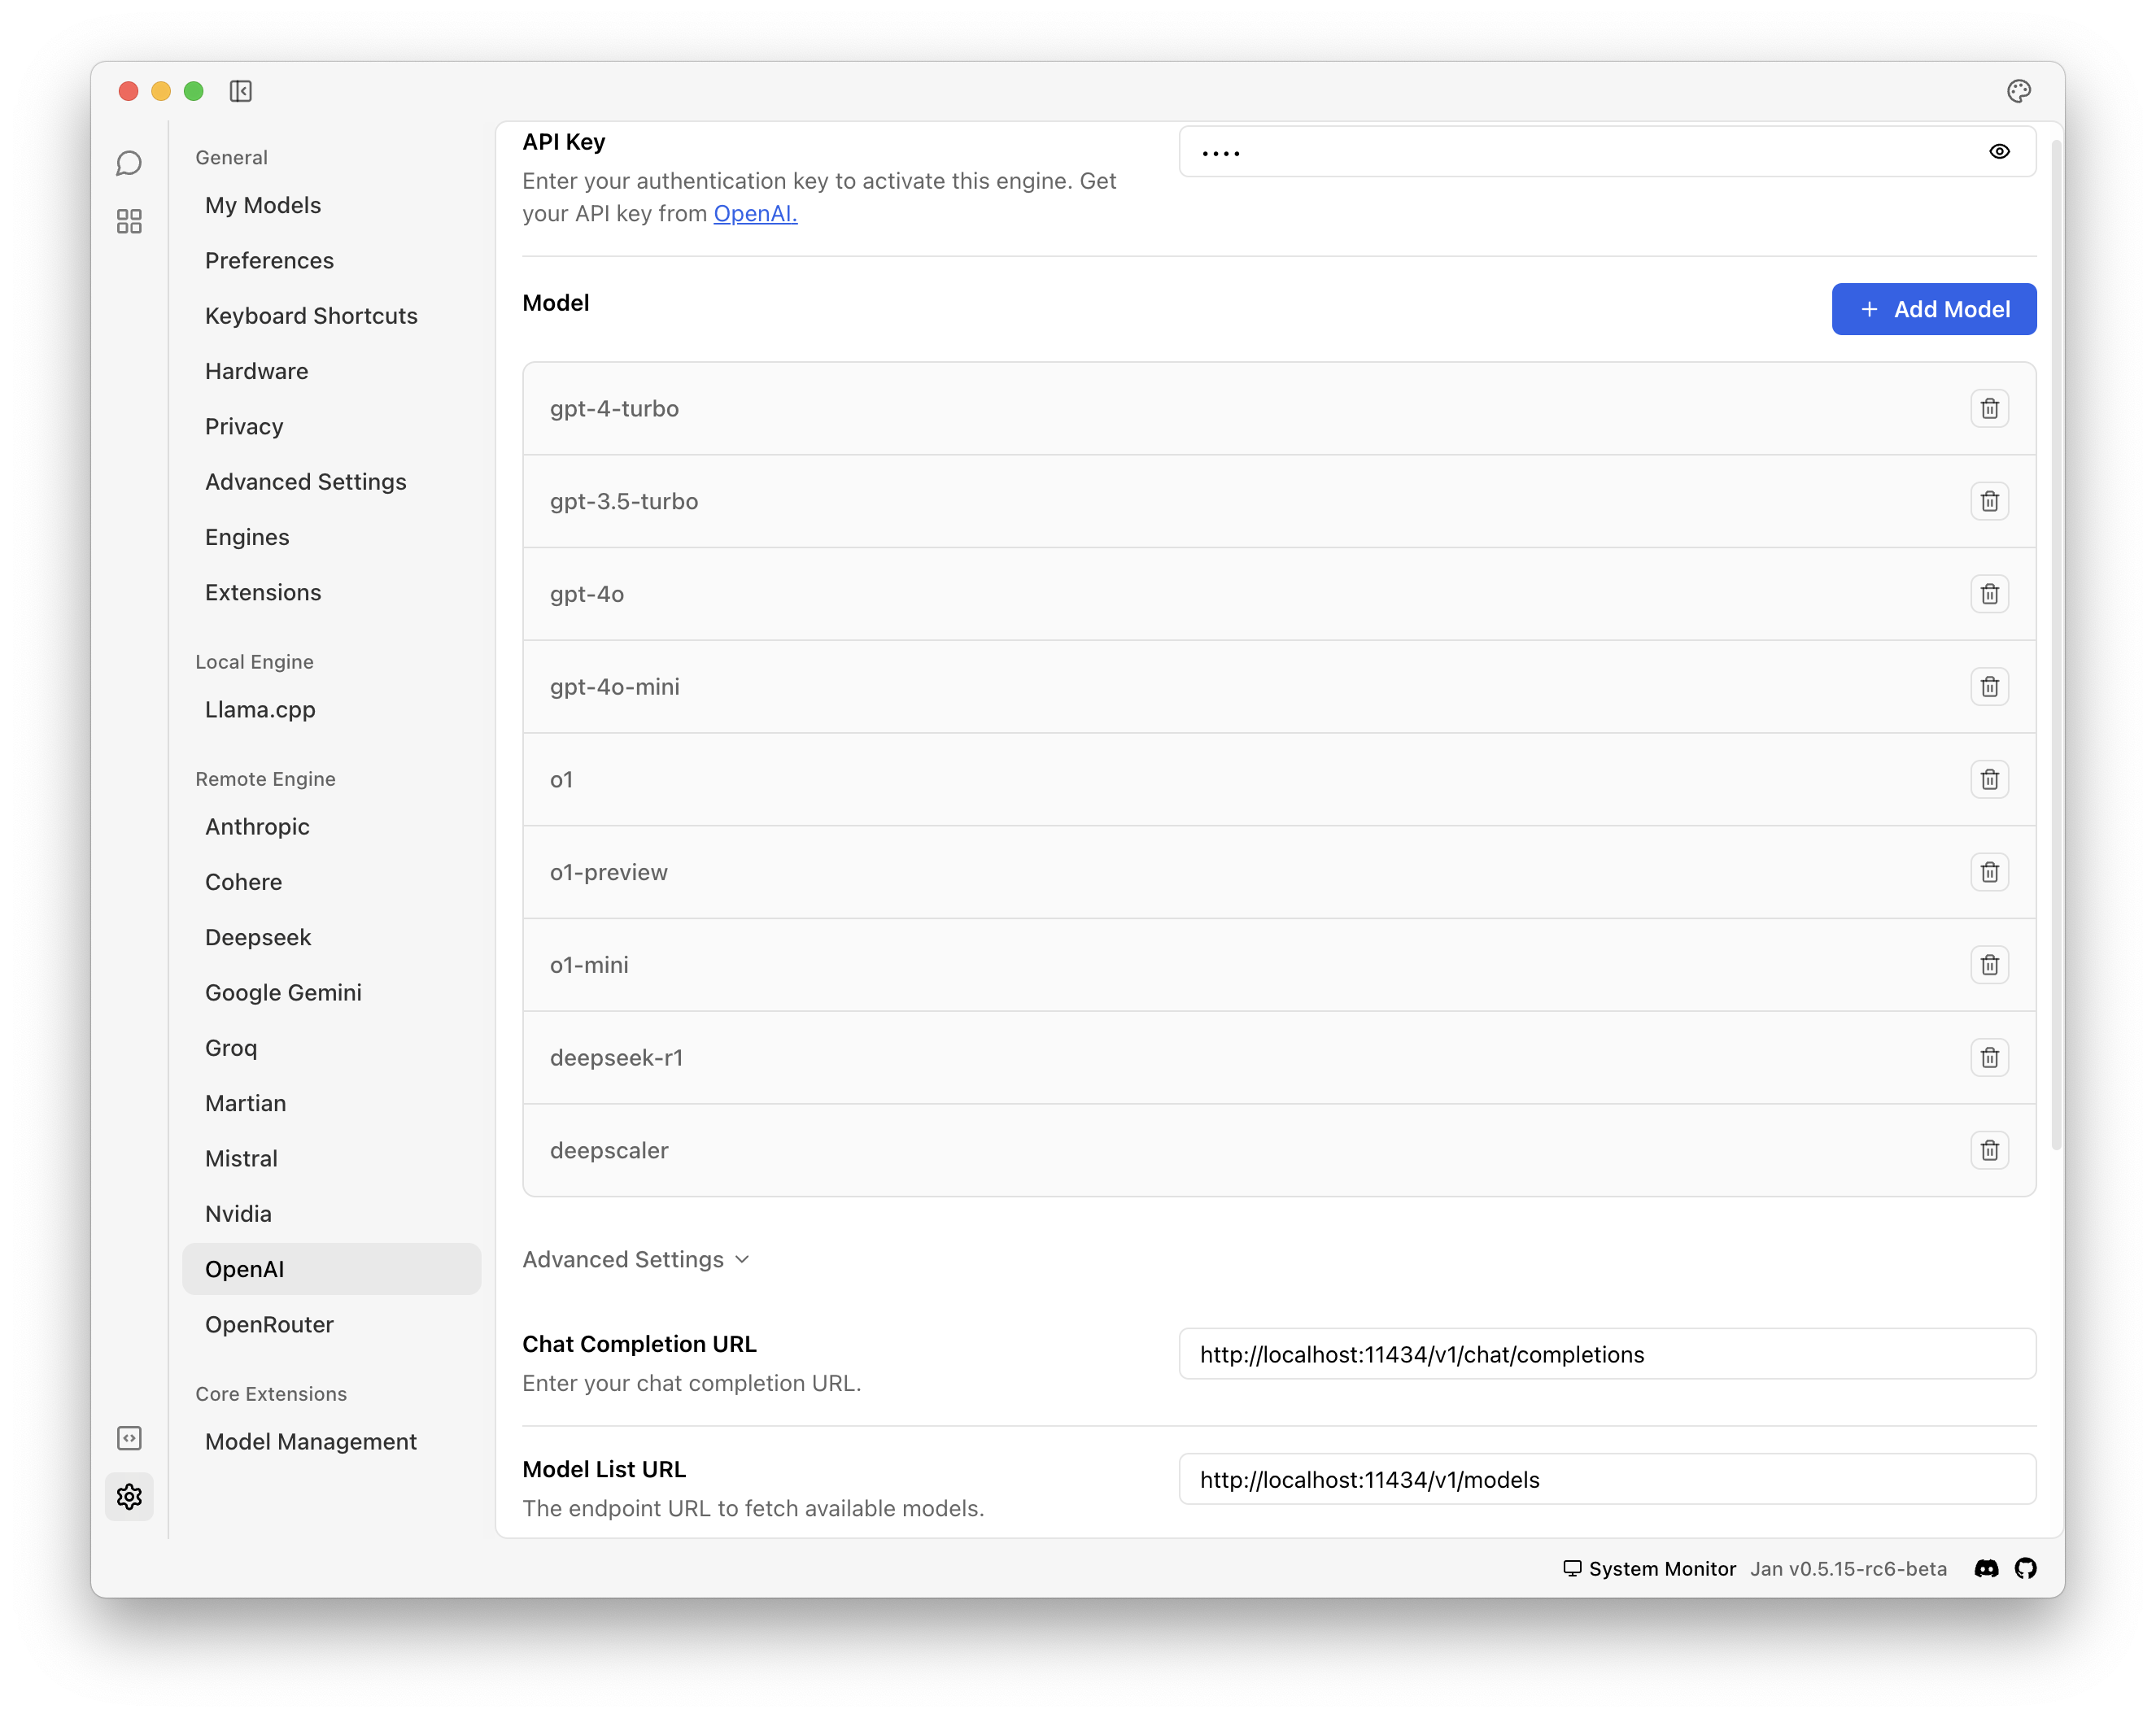 General
My Models
Preferences
Keyboard Shortcuts
Hardware
Privacy
Advanced Settings
Engines
Extensions
Local Engine
Llama.cpp
Remote Engine
Anthropic
Cohere
Deepseek
Google Gemini
Groq
Martian
Mistral
Nvidia
OpenAI
OpenRouter
Core Extensions
Model Management
API Key
••••
Enter your authentication key to activate this engine. Get
your API key from OpenAI.
Model
+ Add Model
gpt-4-turbo
gpt-3.5-turbo
gpt-4o
gpt-4o-mini
o1
o1-preview
o1-mini
deepseek-r1
deepscaler
Advanced Settings
Chat Completion URL
Enter your chat completion URL.
http://localhost:11434/v1/chat/completions
Model List URL
The endpoint URL to fetch available models.
http://localhost:11434/v1/models
System Monitor Jan v0.5.15-rc6-beta